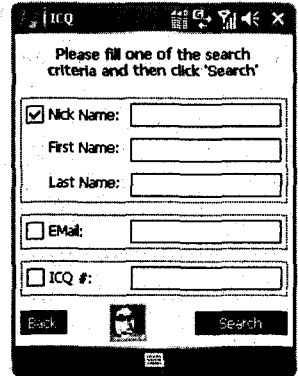 ICQ
Please fill one of the search
criteria and then click 'Search'
Nick Name:
First Name:
Last Name:
EMail:
ICQ #:
Back
Search